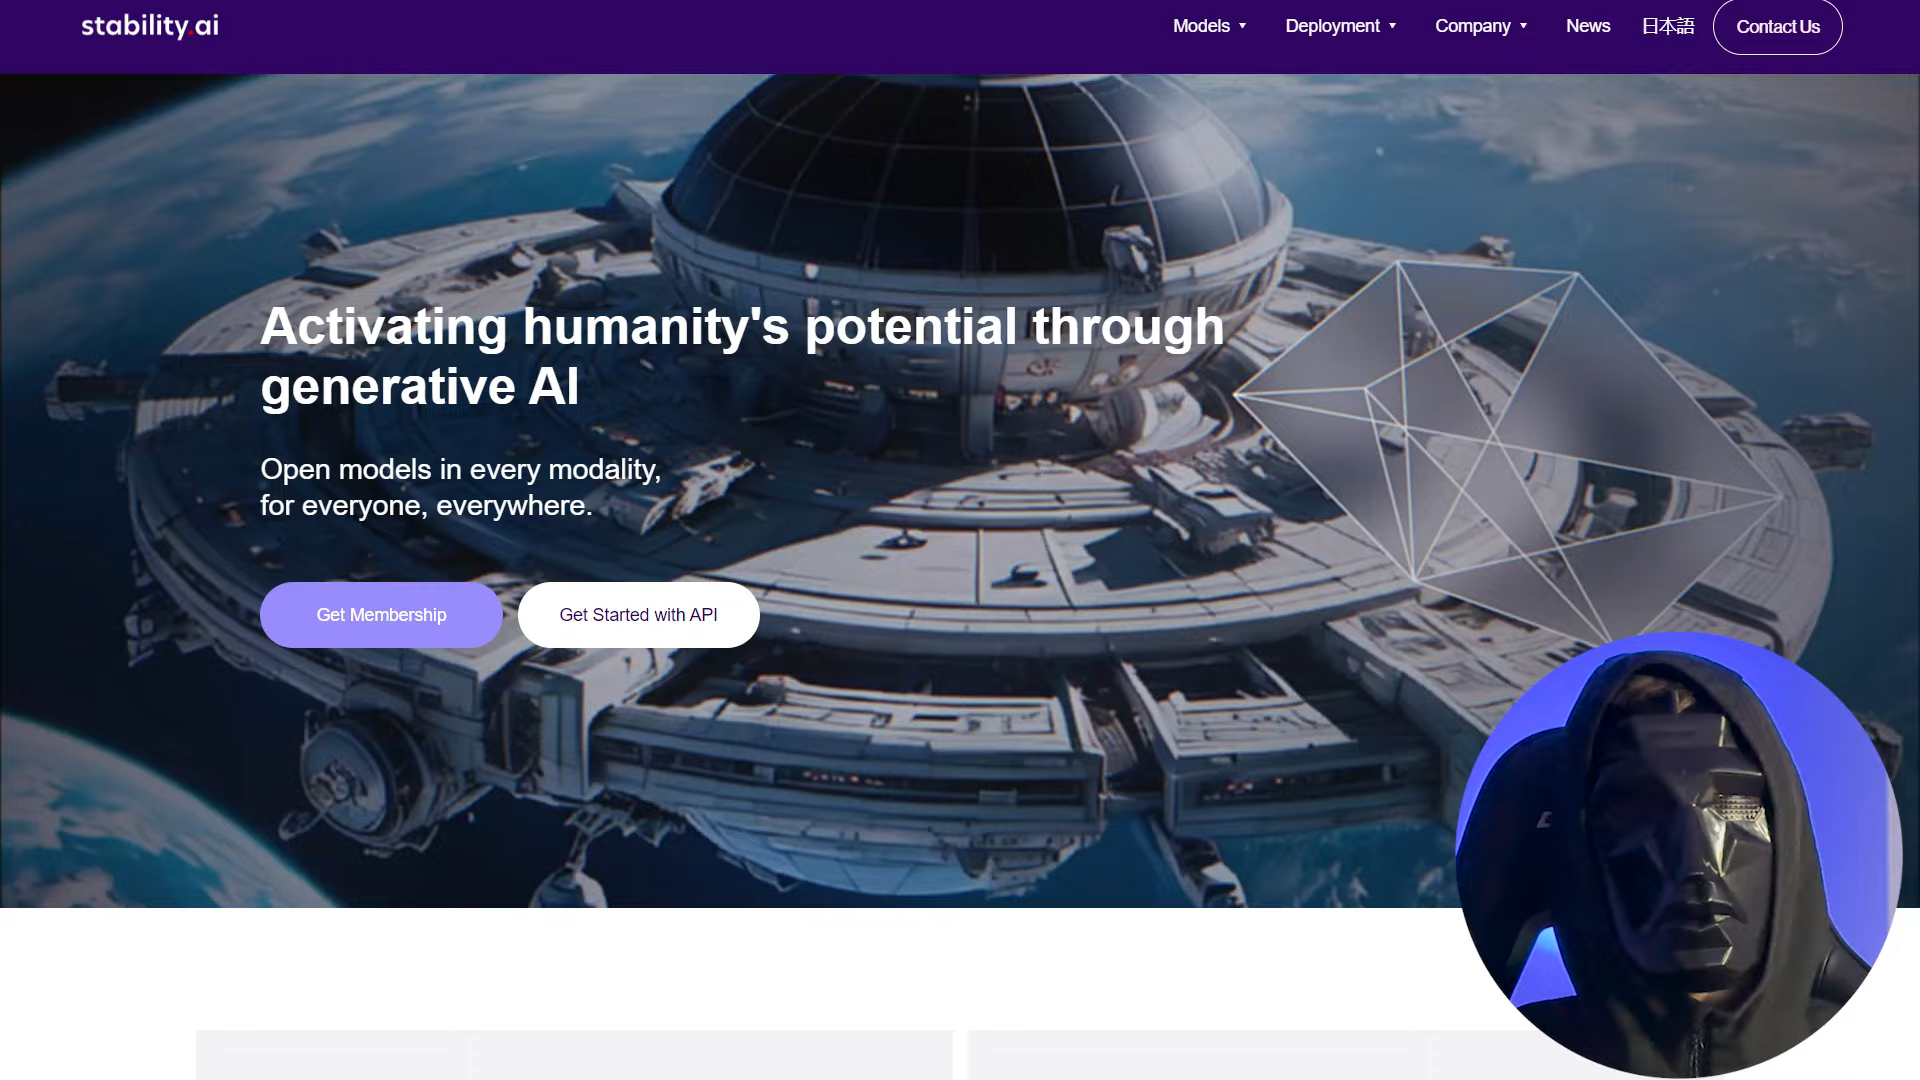 stability.ai
Models
Deployment
Company
News
日本語
Contact Us
Activating humanity's potential through
generative AI
Open models in every modality,
for everyone, everywhere.
Get Membership
Get Started with API